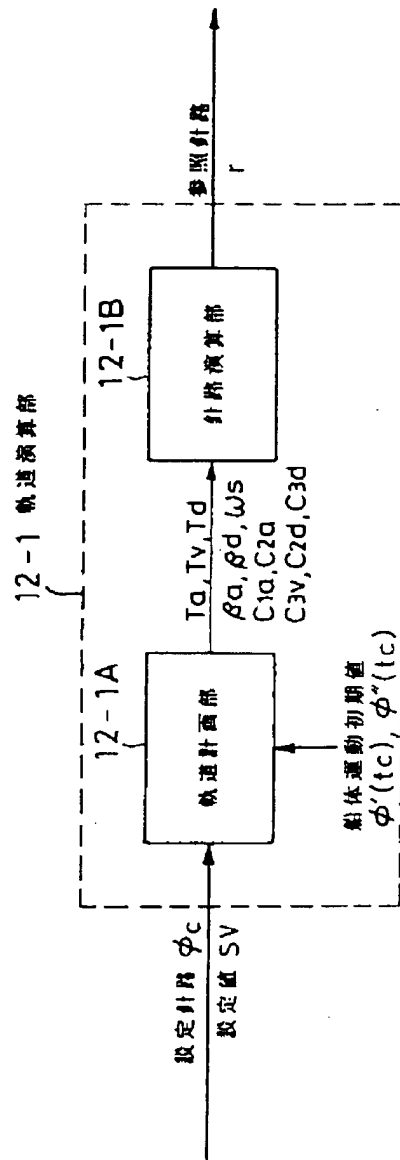 12-1 軌道演算部
設定針路 φc
設定値 SV
12-1A
軌道計画部
船体運動初期値
φ'(tc), φ"(tc)
Ta,Tv,Td
βa,βd,ωs
C1a,C2a
C3v,C2d,C3d
12-1B
針路演算部
参照針路
r